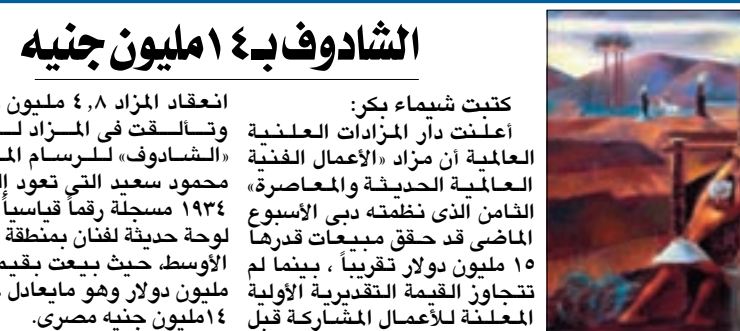 الشادوف بـ١٤ مليون جنيه
كتبت شيماء بكر:
أعلنت دار المزادات العلنية
العالمية أن مزاد «الأعمال الفنية
العالمية الحديثة والمعاصرة»
الثامن الذى نظمته دبى الأسبوع
الماضى قد حقق مبيعات قدرها
١٥ مليون دولار تقريباً ، بينما لم
تتجاوز القيمة التقديرية الأولية
المعلنة للأعمال المشاركة قبل
انعقاد المزاد ٤,٨ مليون
وتألقت فى المزاد
«الشادوف» للرسام
محمود سعيد التى تعود
١٩٣٤ مسجلة رقماً قياسياً
لوحة حديثة لفنان بمنطقة
الأوسط، حيث بيعت
مليون دولار وهو مايعادل
١٤مليون جنيه مصرى.